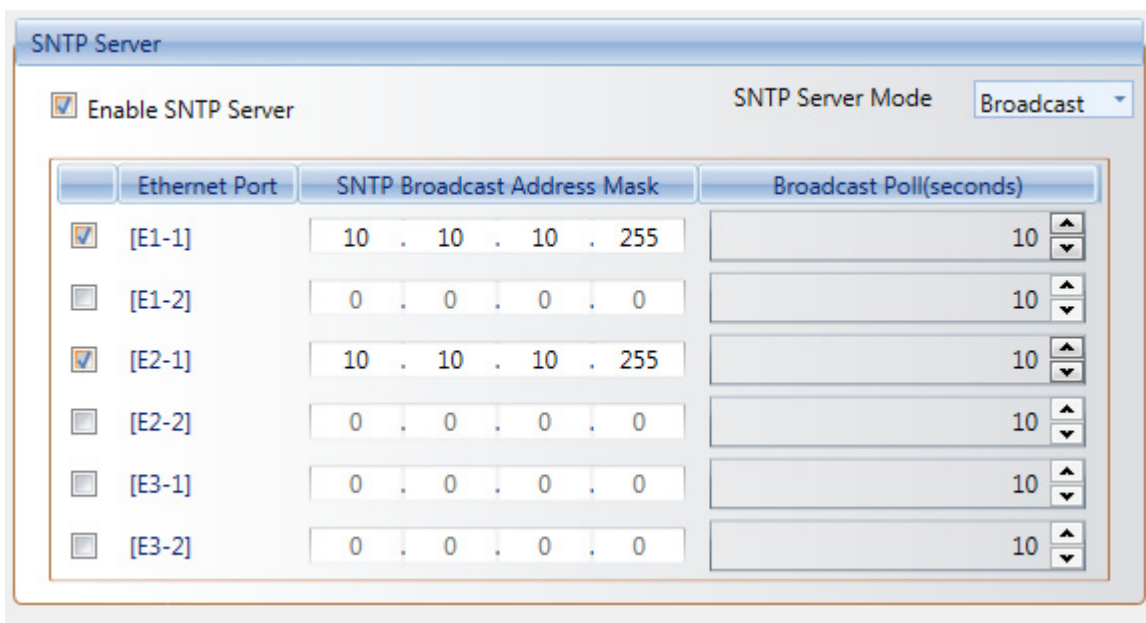 SNTP Server
Enable SNTP Server SNTP Server Mode Broadcast
Ethernet Port SNTP Broadcast Address Mask Broadcast Poll(seconds)
[E1-1] 10 . 10 . 10 . 255 10
[E1-2] 0 . 0 . 0 . 0 10
[E2-1] 10 . 10 . 10 . 255 10
[E2-2] 0 . 0 . 0 . 0 10
[E3-1] 0 . 0 . 0 . 0 10
[E3-2] 0 . 0 . 0 . 0 10